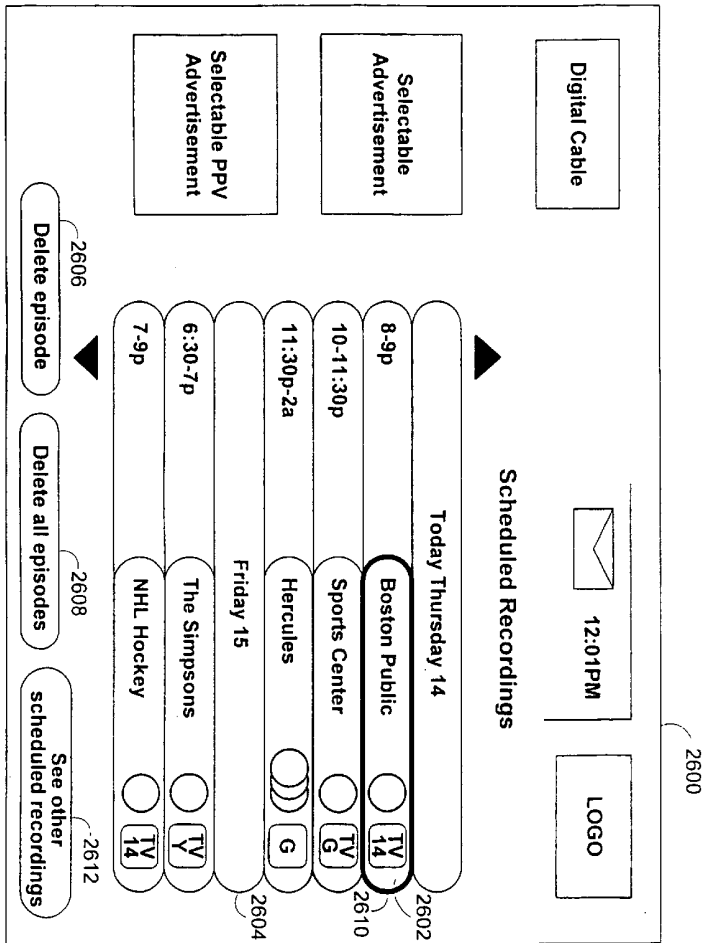 2600
Digital Cable
12:01PM
LOGO
Scheduled Recordings
Selectable
Advertisement
Selectable PPV
Advertisement
Today Thursday 14
8-9p
Boston Public
TV
14
2602
2610
10-11:30p
Sports Center
TV
G
11:30p-2a
Hercules
G
Friday 15
2604
6:30-7p
The Simpsons
TV
Y
7-9p
NHL Hockey
TV
14
2606
Delete episode
2608
Delete all episodes
2612
See other
scheduled recordings